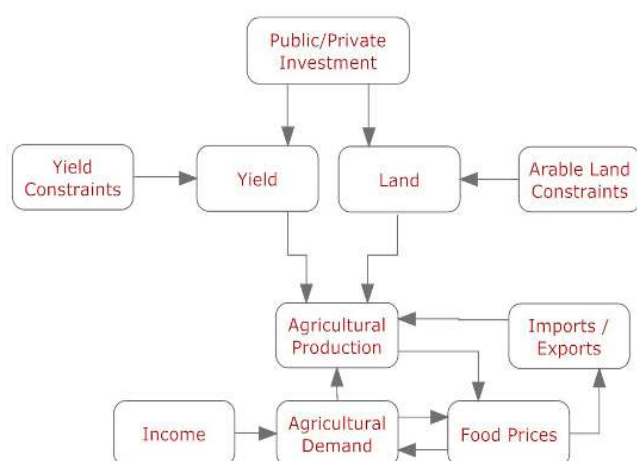 Public/Private
Investment
Yield
Constraints
Yield
Land
Arable Land
Constraints
Agricultural
Production
Imports /
Exports
Income
Agricultural
Demand
Food Prices